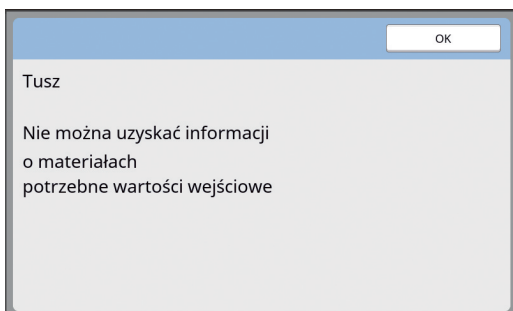 OK
Tusz
Nie można uzyskać informacji
o materiałach
potrzebne wartości wejściowe